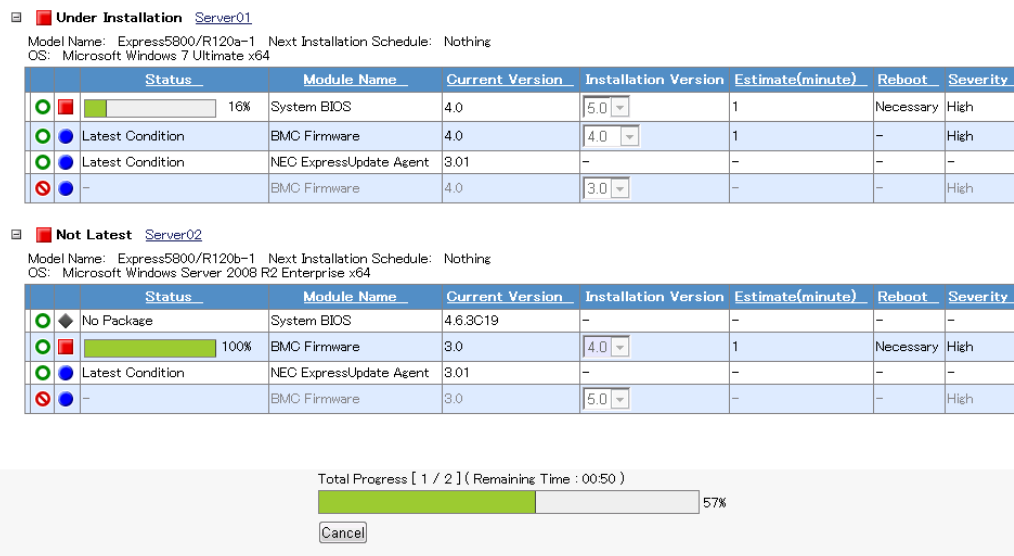 Under Installation Server01
Model Name: Express5800/R120a-1 Next Installation Schedule: Nothing
OS: Microsoft Windows 7 Ultimate x64
Status Module Name Current Version Installation Version Estimate(minute) Reboot Severity
16% System BIOS 4.0 5.0 1 Necessary High
Latest Condition BMC Firmware 4.0 4.0 1 - High
Latest Condition NEC ExpressUpdate Agent 3.01 - - - -
- BMC Firmware 4.0 3.0 - - High
Not Latest Server02
Model Name: Express5800/R120b-1 Next Installation Schedule: Nothing
OS: Microsoft Windows Server 2008 R2 Enterprise x64
Status Module Name Current Version Installation Version Estimate(minute) Reboot Severity
No Package System BIOS 4.6.3C19 - - - -
100% BMC Firmware 3.0 4.0 1 Necessary High
Latest Condition NEC ExpressUpdate Agent 3.01 - - - -
- BMC Firmware 3.0 5.0 - - High
Total Progress [ 1 / 2 ] ( Remaining Time : 00:50 )
57%
Cancel